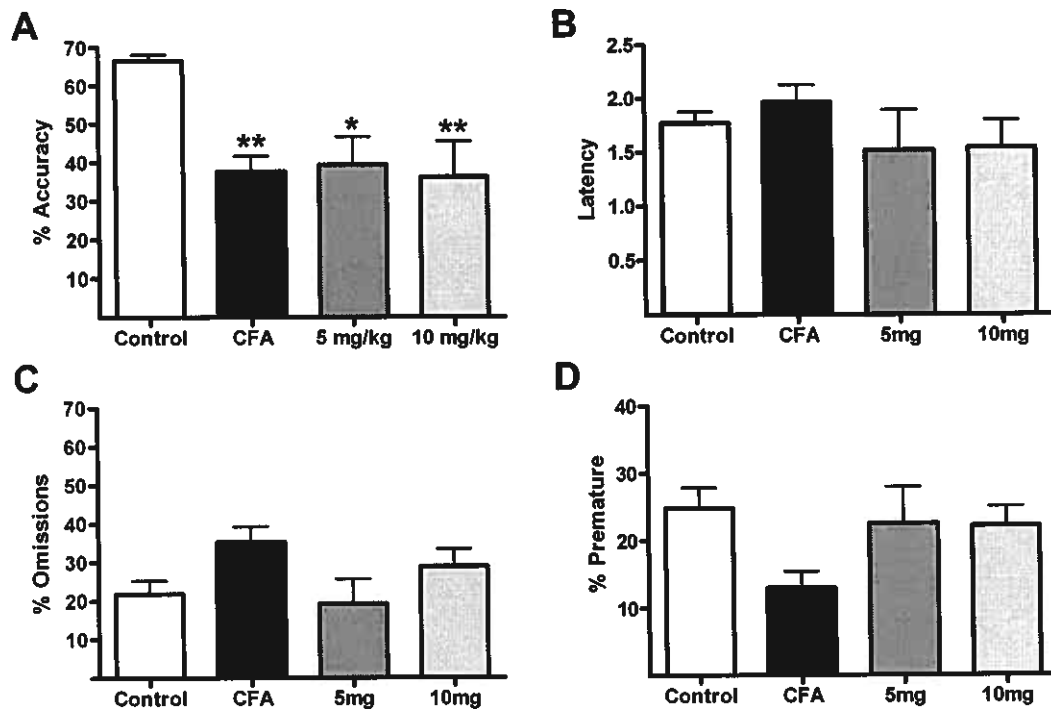 A
% Accuracy
70
60
50
40
30
20
10
**
*
**
Control CFA 5 mg/kg 10 mg/kg
B
Latency
2.5
2.0
1.5
1.0
0.5
Control CFA 5mg 10mg
C
% Omissions
70
60
50
40
30
20
10
Control CFA 5mg 10mg
D
% Premature
40
30
20
10
Control CFA 5mg 10mg